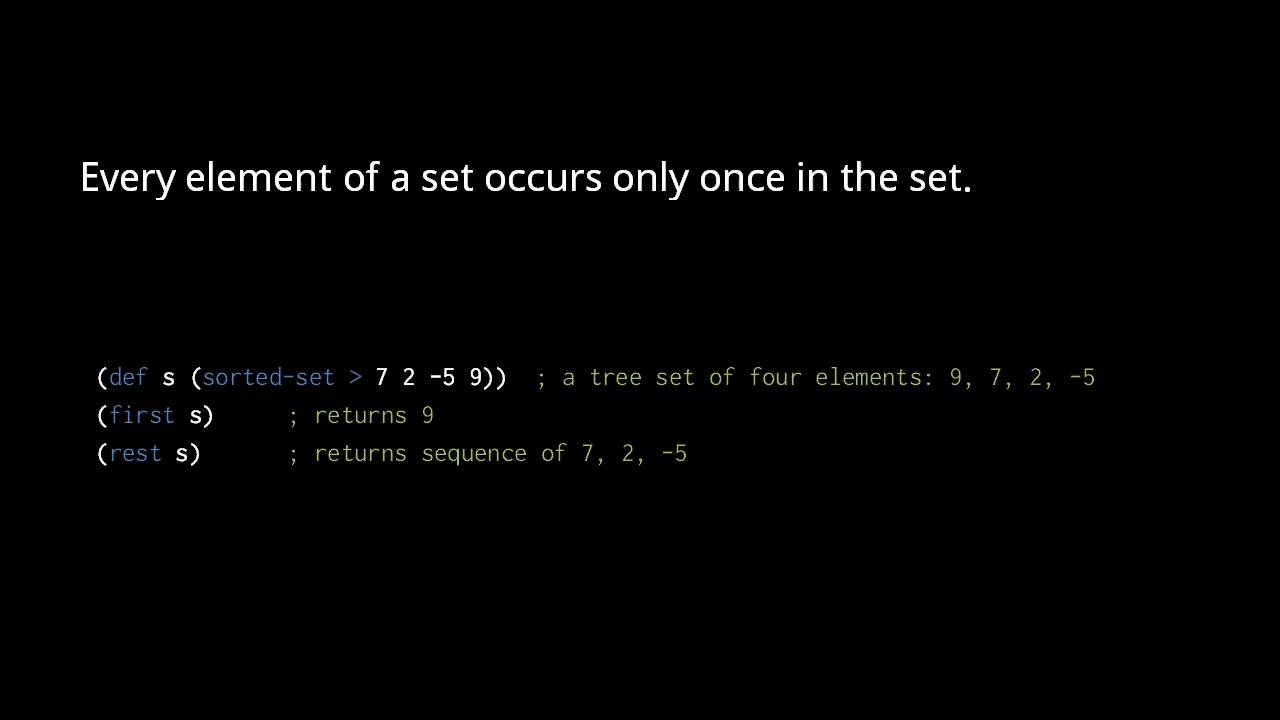 Every element of a set occurs only once in the set.
(def s (sorted-set > 7 2 -5 9))  ; a tree set of four elements: 9, 7, 2, -5
(first s)      ; returns 9
(rest s)       ; returns sequence of 7, 2, -5